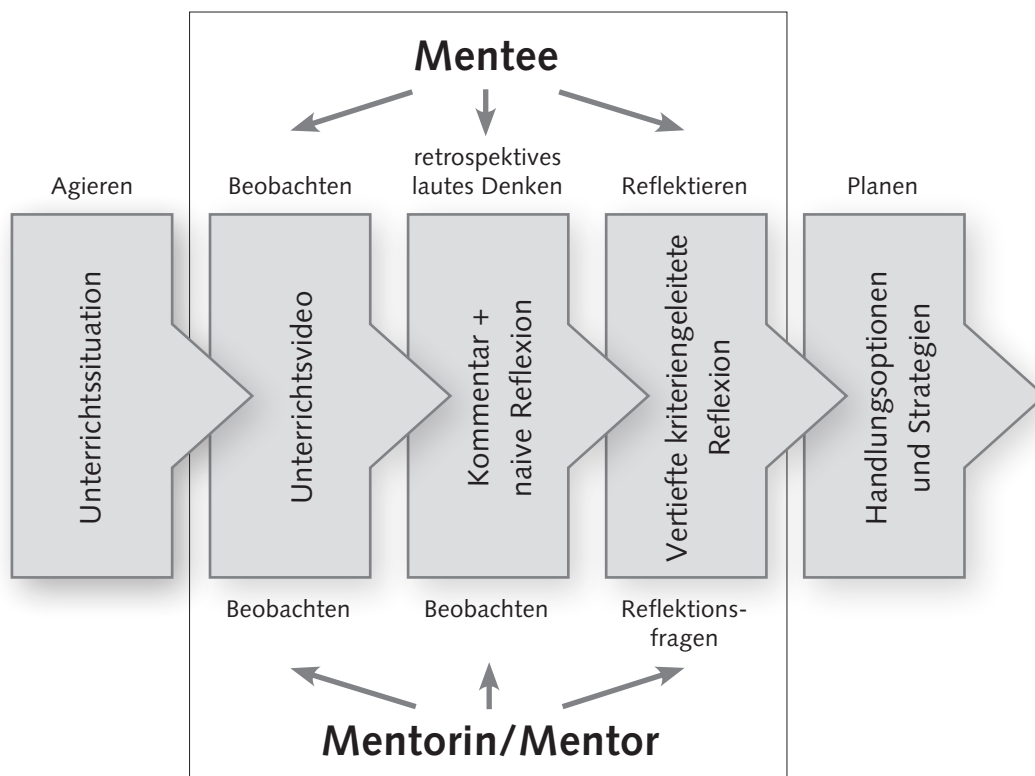 Mentee
retrospektives
Agieren
Beobachten
lautes Denken
Reflektieren
Planen
Unterrichtssituation
Unterrichtsvideo
Kommentar +
naive Reflexion
Vertiefte kriteriengeleitete
Reflexion
Handlungsoptionen
und Strategien
Beobachten
Beobachten
Reflektions-
fragen
Mentorin/Mentor